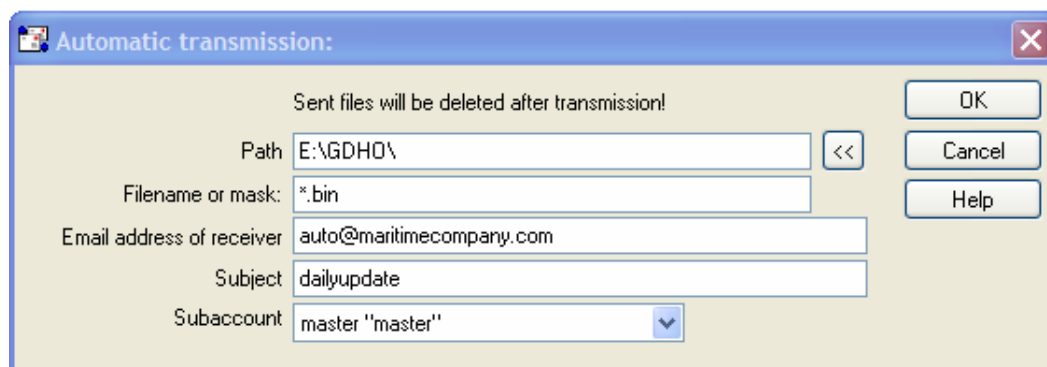 Automatic transmission:
Sent files will be deleted after transmission!
OK
Path E:\GDHO\ <<
Cancel
Filename or mask: *.bin
Help
Email address of receiver auto@maritimecompany.com
Subject dailyupdate
Subaccount master "master"